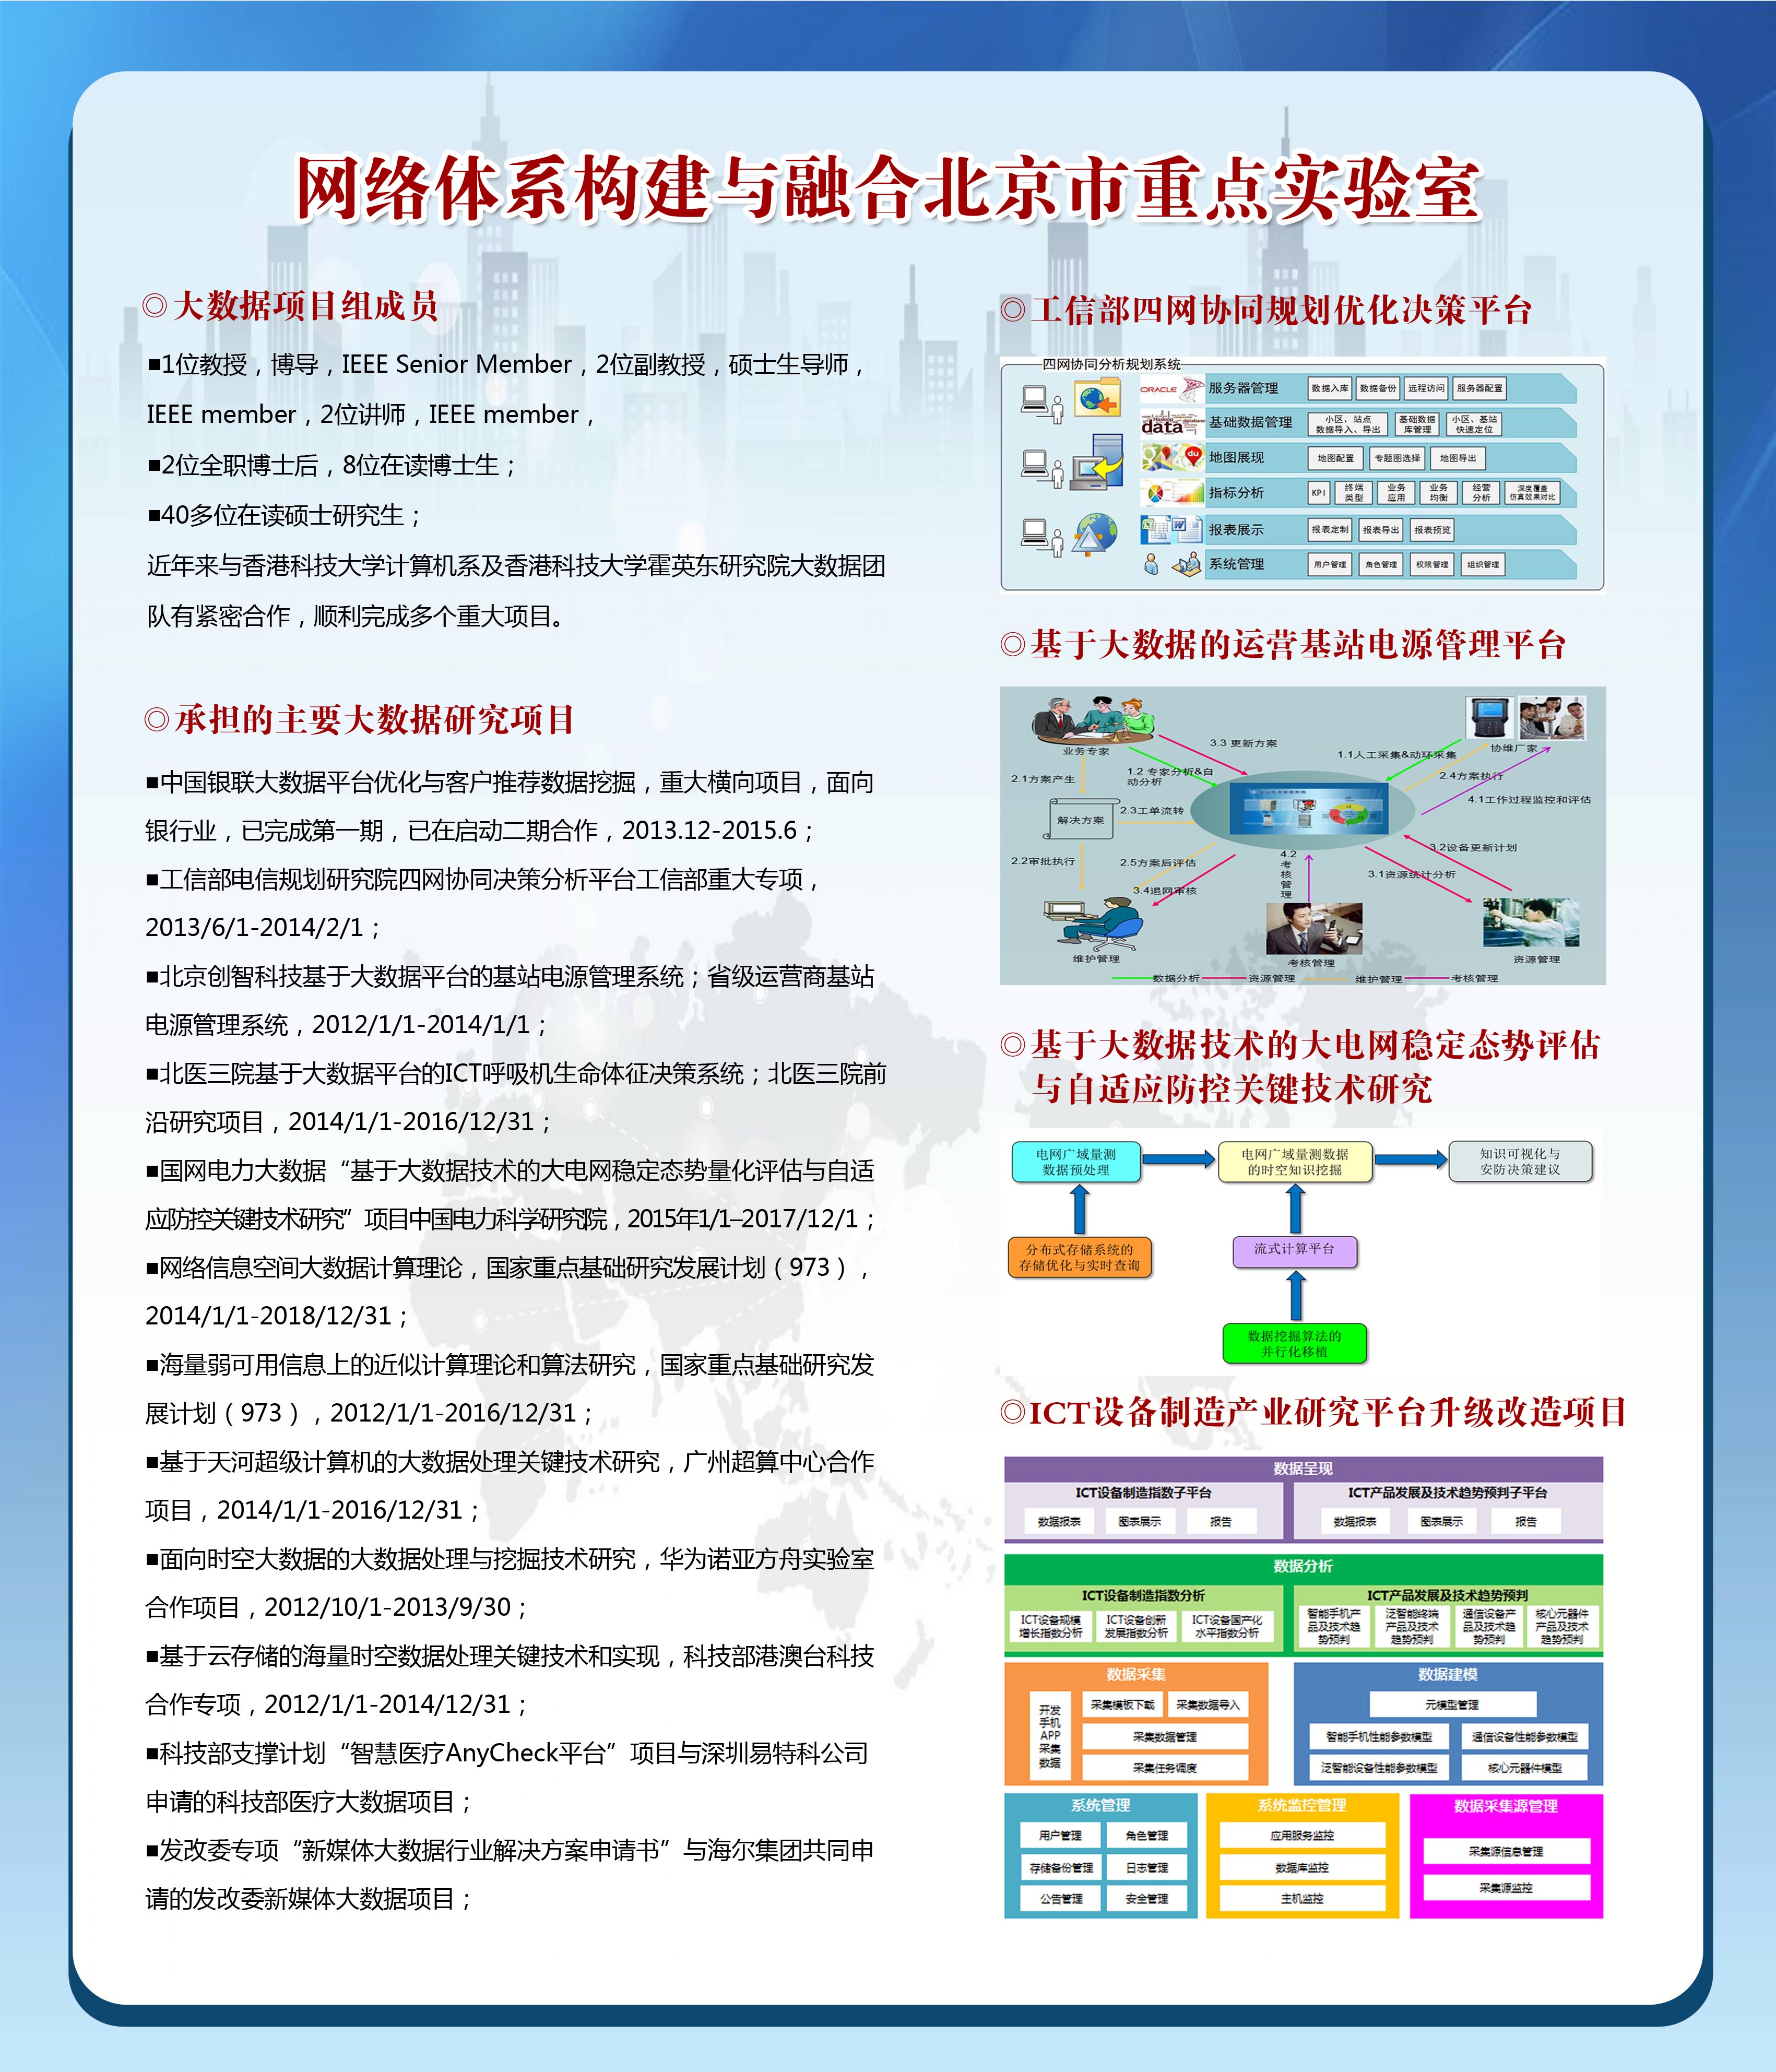 网络体系构建与融合北京市重点实验室
◎大数据项目组成员
■1位教授，博导，IEEE Senior Member，2位副教授，硕士生导师，
IEEE member，2位讲师，IEEE member，
■2位全职博士后，8位在读博士生；
■40多位在读硕士研究生；
近年来与香港科技大学计算机系及香港科技大学霍英东研究院大数据团
队有紧密合作，顺利完成多个重大项目。
◎承担的主要大数据研究项目
■中国银联大数据平台优化与客户推荐数据挖掘，重大横向项目，面向
银行业，已完成第一期，已在启动二期合作，2013.12-2015.6；
■工信部电信规划研究院四网协同决策分析平台工信部重大专项，
2013/6/1-2014/2/1；
■北京创智科技基于大数据平台的基站电源管理系统；省级运营商基站
电源管理系统，2012/1/1-2014/1/1；
■北医三院基于大数据平台的ICT呼吸机生命体征决策系统；北医三院前
沿研究项目，2014/1/1-2016/12/31；
■国网电力大数据“基于大数据技术的大电网稳定态势量化评估与自适
应防控关键技术研究”项目中国电力科学研究院，2015年1/1–2017/12/1；
■网络信息空间大数据计算理论，国家重点基础研究发展计划（973），
2014/1/1-2018/12/31；
■海量弱可用信息上的近似计算理论和算法研究，国家重点基础研究发
展计划（973），2012/1/1-2016/12/31；
■基于天河超级计算机的大数据处理关键技术研究，广州超算中心合作
项目，2014/1/1-2016/12/31；
■面向时空大数据的大数据处理与挖掘技术研究，华为诺亚方舟实验室
合作项目，2012/10/1-2013/9/30；
■基于云存储的海量时空数据处理关键技术和实现，科技部港澳台科技
合作专项，2012/1/1-2014/12/31；
■科技部支撑计划“智慧医疗AnyCheck平台”项目与深圳易特科公司
申请的科技部医疗大数据项目；
■发改委专项“新媒体大数据行业解决方案申请书”与海尔集团共同申
请的发改委新媒体大数据项目；
◎工信部四网协同规划优化决策平台
四网协同分析规划系统
ORACLE 服务器管理 数据入库 数据备份 远程访问 服务器配置
data 基础数据管理 小区、站点 基础数据 小区、基站
数据导入、导出 库管理 快速定位
du 地图展现 地图配置 专题图选择 地图导出
指标分析 KPI 终端 业务 业务 经营 深度覆盖
类型 应用 均衡 分析 仿真效果对比
报表展示 报表定制 报表导出 报表预览
系统管理 用户管理 角色管理 权限管理 组织管理
◎基于大数据的运营基站电源管理平台
业务专家
3.3 更新方案
1.1人工采集&动环采集
协维厂家
2.1方案产生
1.2 专家分析&自
动分析
2.4方案执行
4.1工作过程监控和评估
解决方案
2.3工单流转
2.2审批执行
2.5方案后评估
4.2
考
核
管
理
3.2设备更新计划
3.1资源统计分析
3.4退网审核
维护管理
考核管理
资源管理
数据分析 资源管理 维护管理 考核管理
◎基于大数据技术的大电网稳定态势评估
与自适应防控关键技术研究
电网广域量测 电网广域量测数据 知识可视化与
数据预处理 的时空知识挖掘 安防决策建议
分布式存储系统的 流式计算平台
存储优化与实时查询
数据挖掘算法的
并行化移植
◎ICT设备制造产业研究平台升级改造项目
数据呈现
ICT设备制造指数子平台 ICT产品发展及技术趋势预判子平台
数据报表 图表展示 报告 数据报表 图表展示 报告
数据分析
ICT设备制造指数分析 ICT产品发展及技术趋势预判
ICT设备规模 ICT设备创新 ICT设备国产化
增长指数分析 发展指数分析 水平指数分析
智能手机产 泛智能终端 通信设备产 核心元器件
品及技术趋 产品及技术 品及技术趋 产品及技术
势预判 趋势预判 势预判 趋势预判
数据采集
开发
手机
APP
采集
数据
采集模板下载 采集数据导入
采集数据管理
采集任务调度
数据建模
元模型管理
智能手机性能参数模型 通信设备性能参数模型
泛智能设备性能参数模型 核心元器件模型
系统管理
用户管理 角色管理
存储备份管理 日志管理
公告管理 安全管理
系统监控管理
应用服务监控
数据库监控
主机监控
数据采集源管理
采集源信息管理
采集源监控